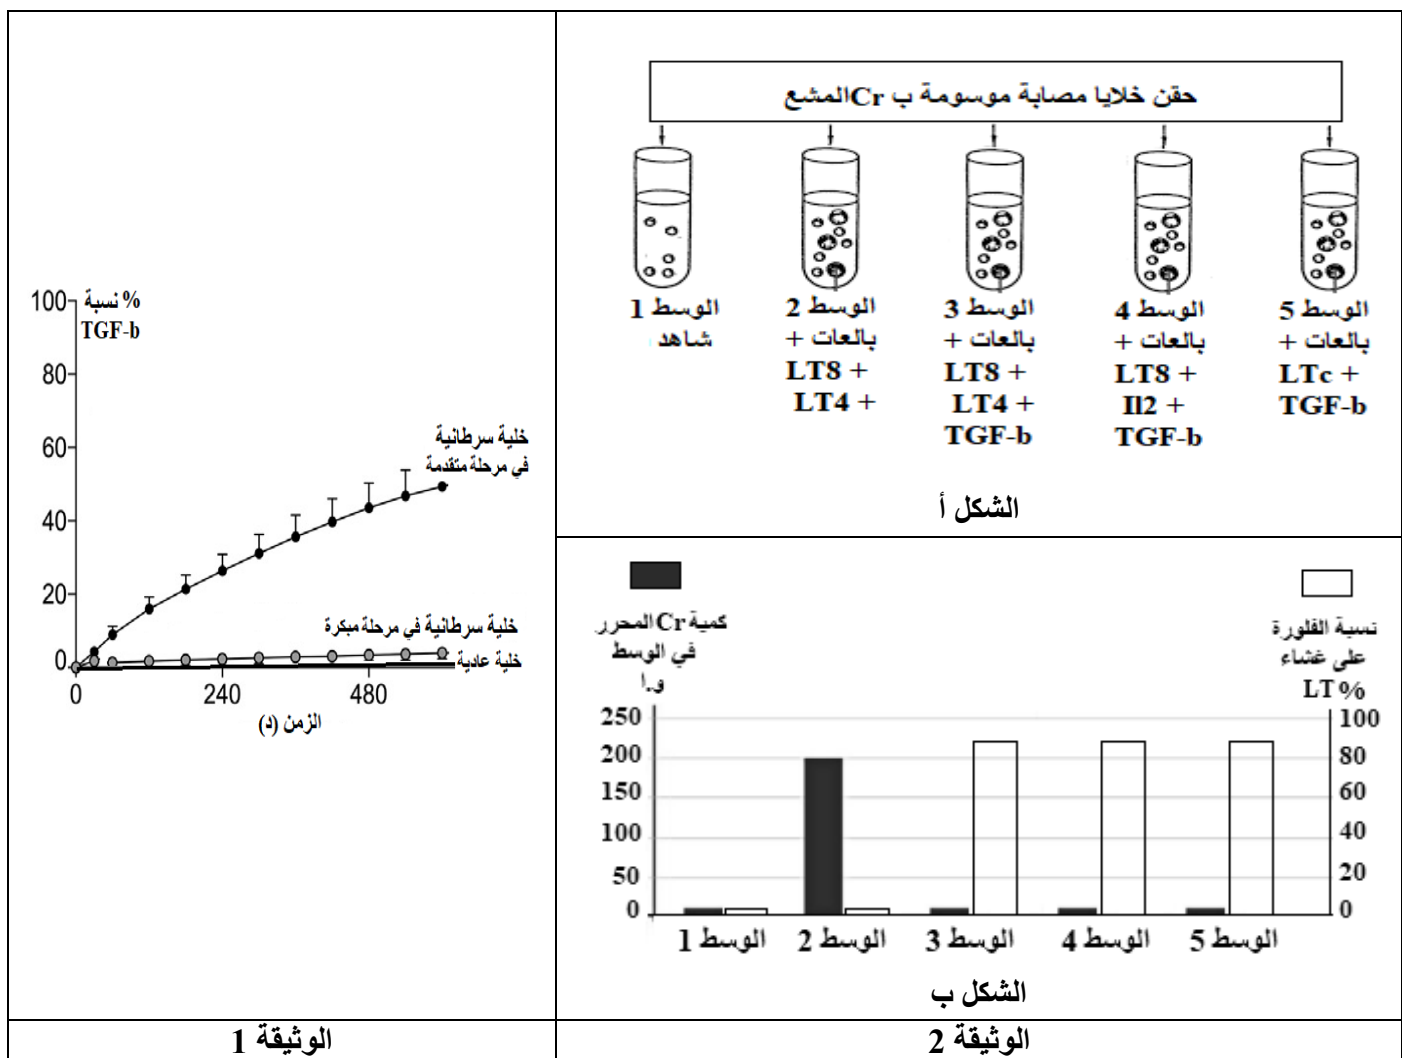 حقن خلايا مصابة موسومة ب Cr المشع
الوسط 1
شاهد
الوسط 2
بالعات +
LT8 +
LT4 +
الوسط 3
بالعات +
LT8 +
LT4 +
TGF-b
الوسط 4
بالعات +
LT8 +
Il2 +
TGF-b
الوسط 5
بالعات +
LTc +
TGF-b
الشكل أ
كمية Cr المحرر
في الوسط
و.ا
نسبة الفلورة
على غشاء
LT %
250
200
150
100
50
0
100
80
60
40
20
0
الوسط 1
الوسط 2
الوسط 3
الوسط 4
الوسط 5
الشكل ب
الوثيقة 2
% نسبة
TGF-b
100
80
60
40
20
0
خلية سرطانية
في مرحلة متقدمة
خلية سرطانية في مرحلة مبكرة
خلية عادية
0
240
480
الزمن (د)
الوثيقة 1